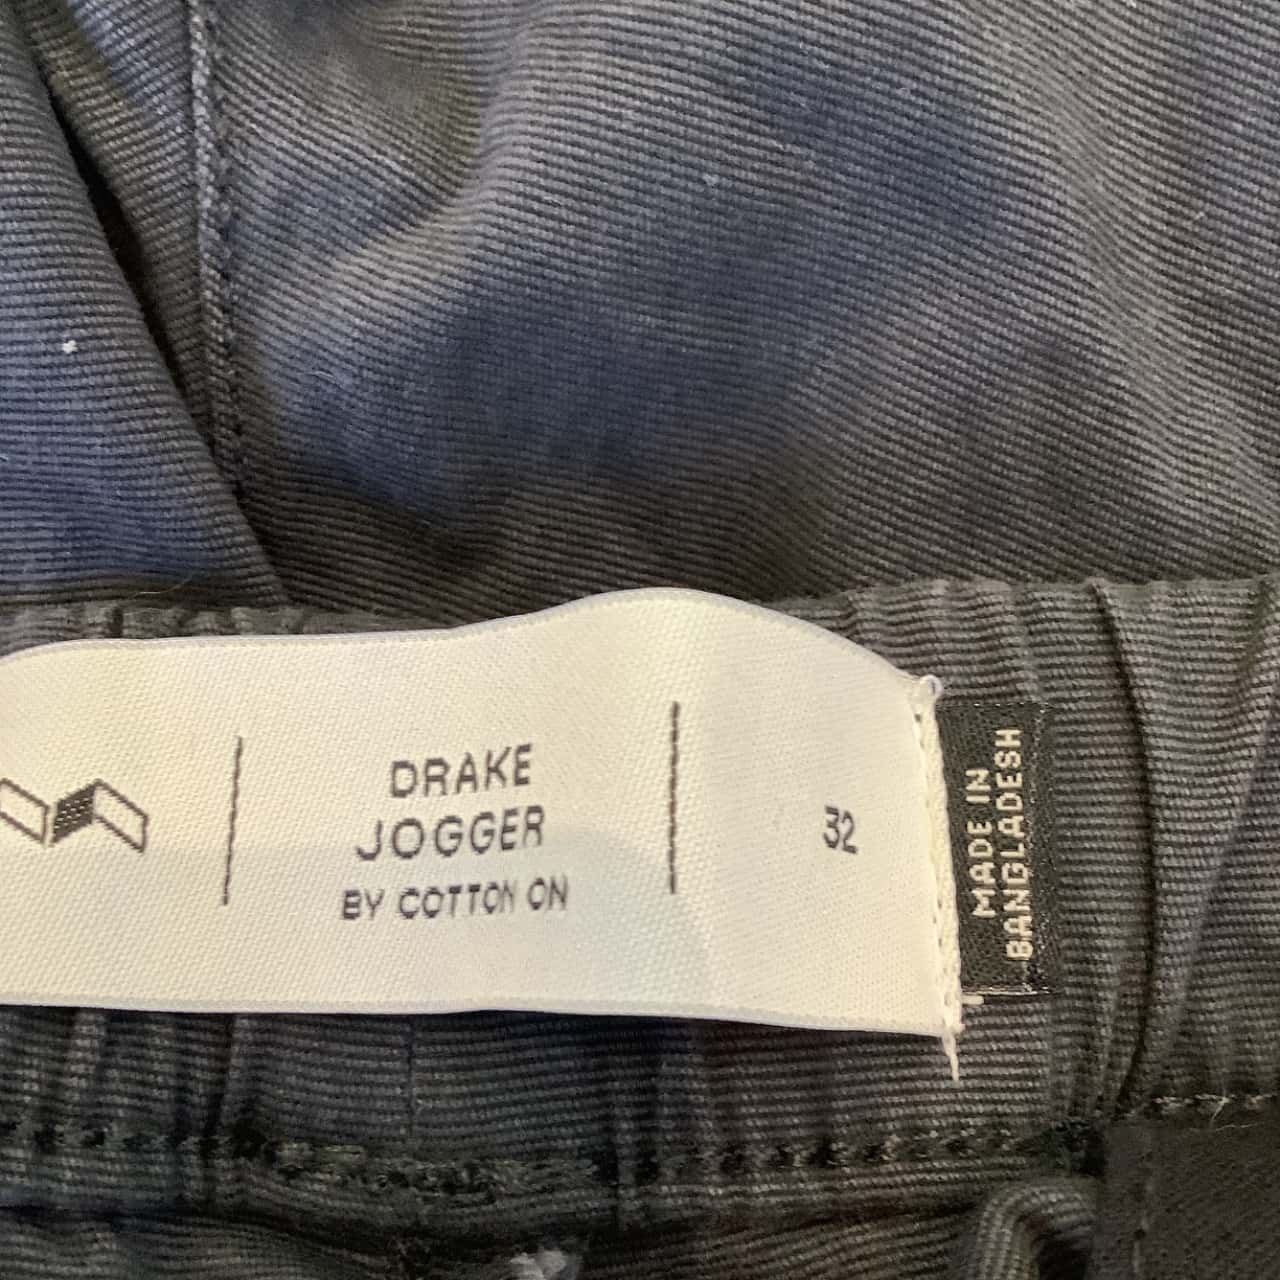 DRAKE
JOGGER
BY COTTON ON
32
MADE IN
BANGLADESH